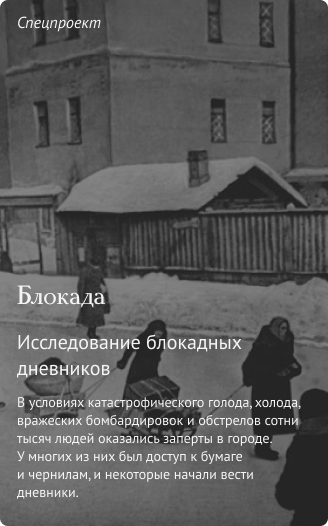 Спецпроект
Блокада
Исследование блокадных
дневников
В условиях катастрофического голода, холода,
вражеских бомбардировок и обстрелов сотни
тысяч людей оказались заперты в городе.
У многих из них был доступ к бумаге
и чернилам, и некоторые начали вести
дневники.